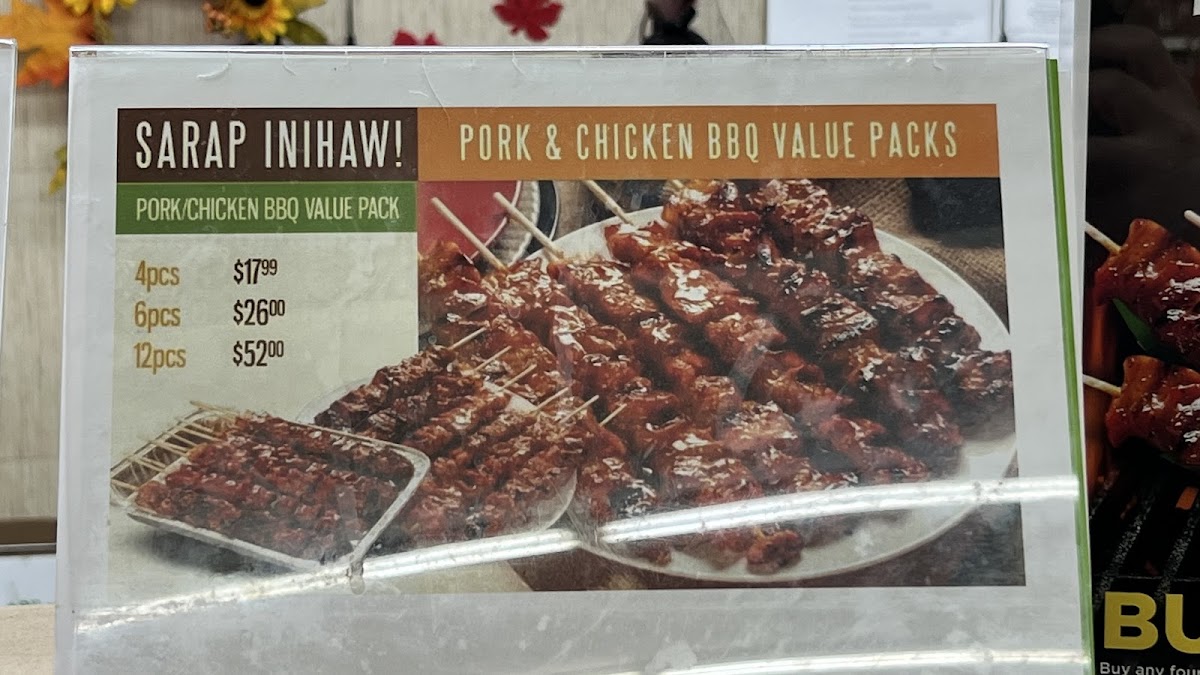 SARAP INIHAW!
PORK & CHICKEN BBQ VALUE PACKS
PORK/CHICKEN BBQ VALUE PACK
4pcs $17.99
6pcs $26.00
12pcs $52.00
BU
Buy any four